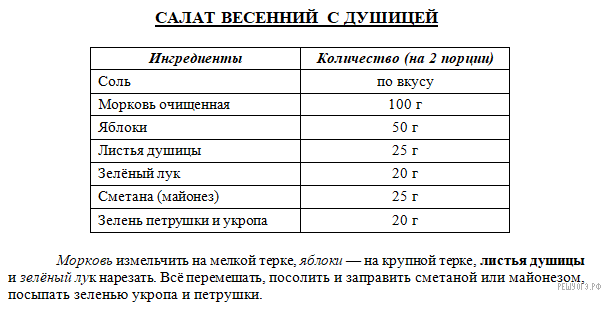 САЛАТ ВЕСЕННИЙ С ДУШИЦЕЙ
Ингредиенты Количество (на 2 порции)
Соль по вкусу
Морковь очищенная 100 г
Яблоки 50 г
Листья душицы 25 г
Зелёный лук 20 г
Сметана (майонез) 25 г
Зелень петрушки и укропа 20 г
Морковь измельчить на мелкой терке, яблоки — на крупной терке, листья душицы
и зелёный лук нарезать. Всё перемешать, посолить и заправить сметаной или майонезом,
посыпать зеленью укропа и петрушки.
РЕШУОГЭ.РФ